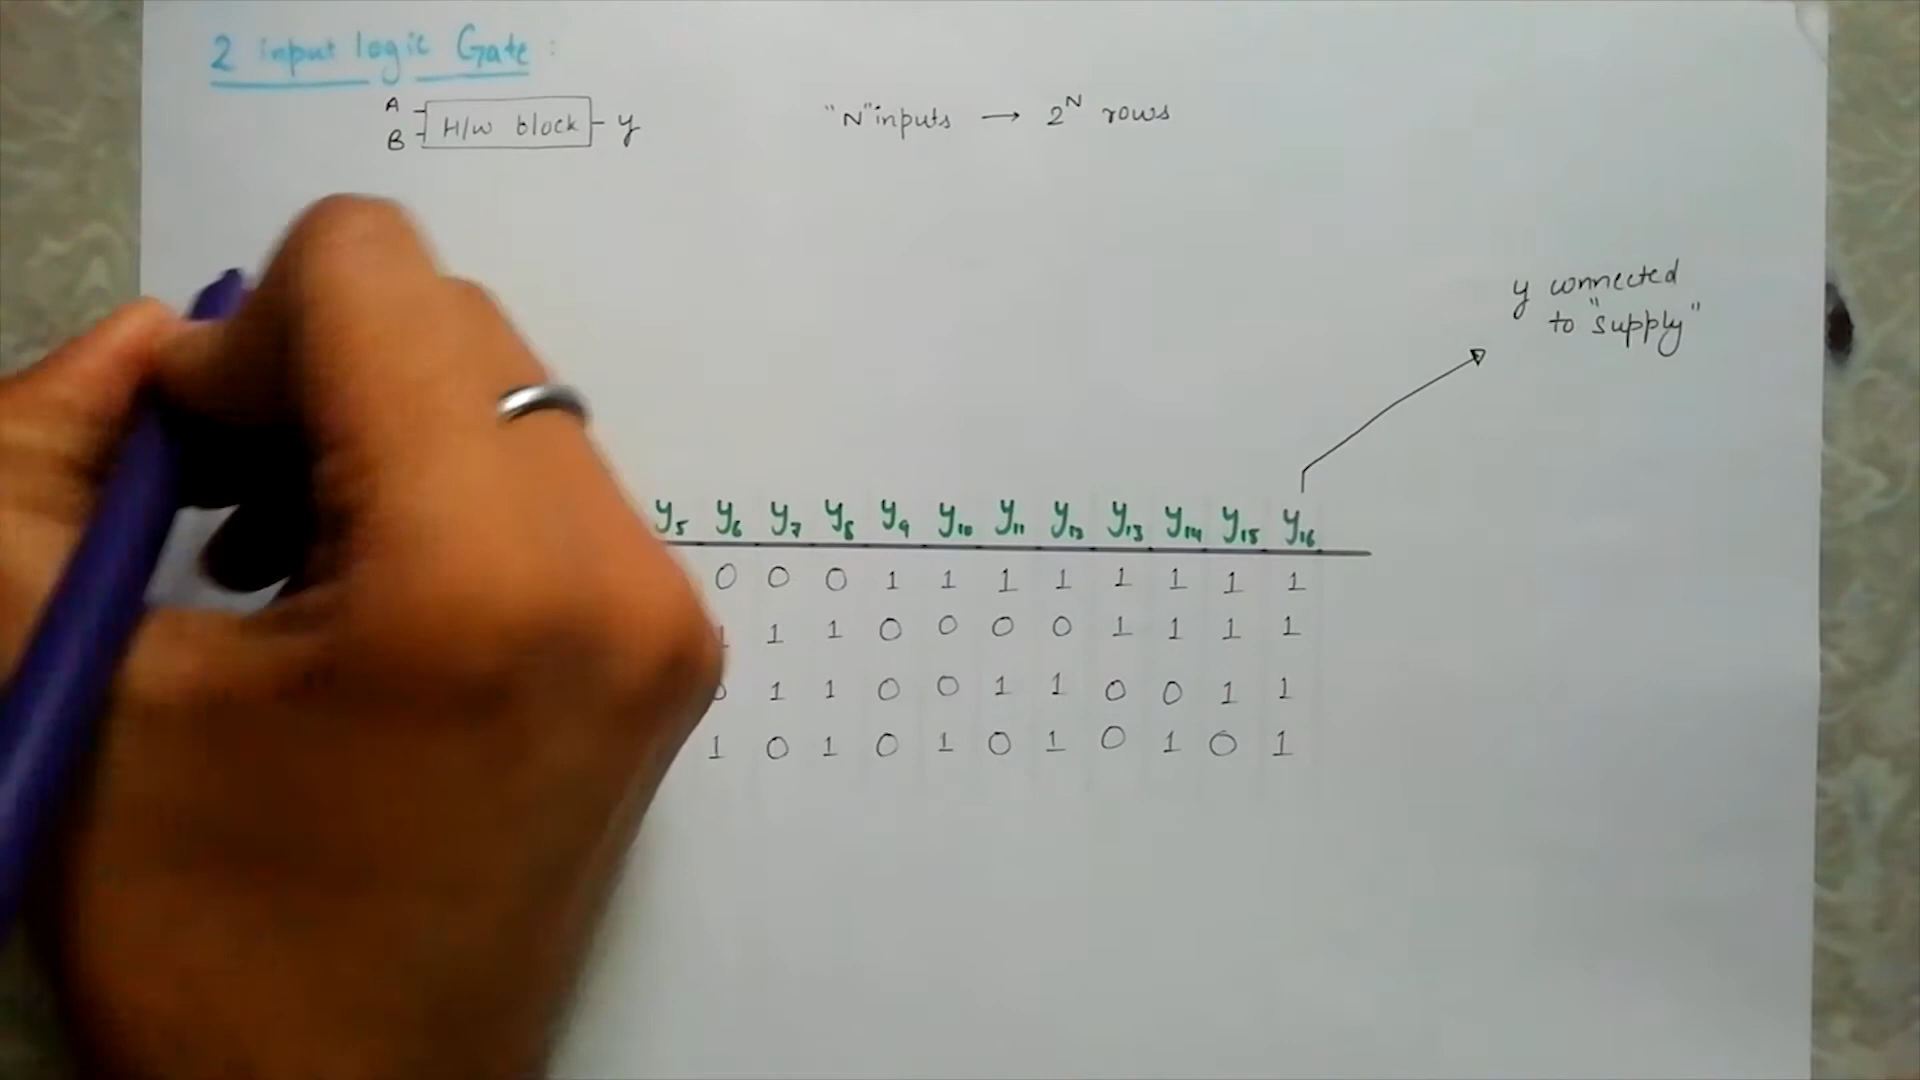 2 input logic Gate :
A
B
H/w block
y
"N" inputs → 2^N rows
y connected
to "supply"
y5 y6 y7 y8 y9 y10 y11 y12 y13 y14 y15 y16
0 0 0 1 1 1 1 1 1 1 1
1 1 1 0 0 0 0 1 1 1 1
0 1 1 0 0 1 1 0 0 1 1
1 0 1 0 1 0 1 0 1 0 1